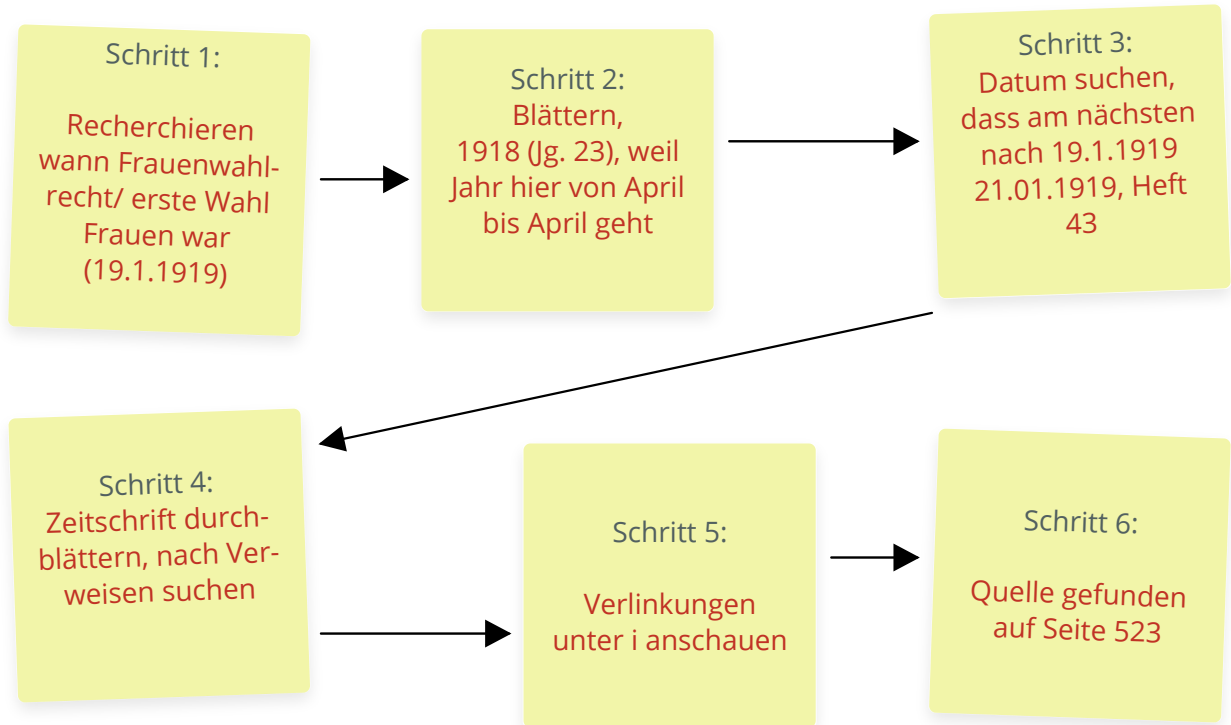 Schritt 1:
Recherchieren
wann Frauenwahl-
recht/ erste Wahl
Frauen war
(19.1.1919)
Schritt 2:
Blättern,
1918 (Jg. 23), weil
Jahr hier von April
bis April geht
Schritt 3:
Datum suchen,
dass am nächsten
nach 19.1.1919
21.01.1919, Heft
43
Schritt 4:
Zeitschrift durch-
blättern, nach Ver-
weisen suchen
Schritt 5:
Verlinkungen
unter i anschauen
Schritt 6:
Quelle gefunden
auf Seite 523